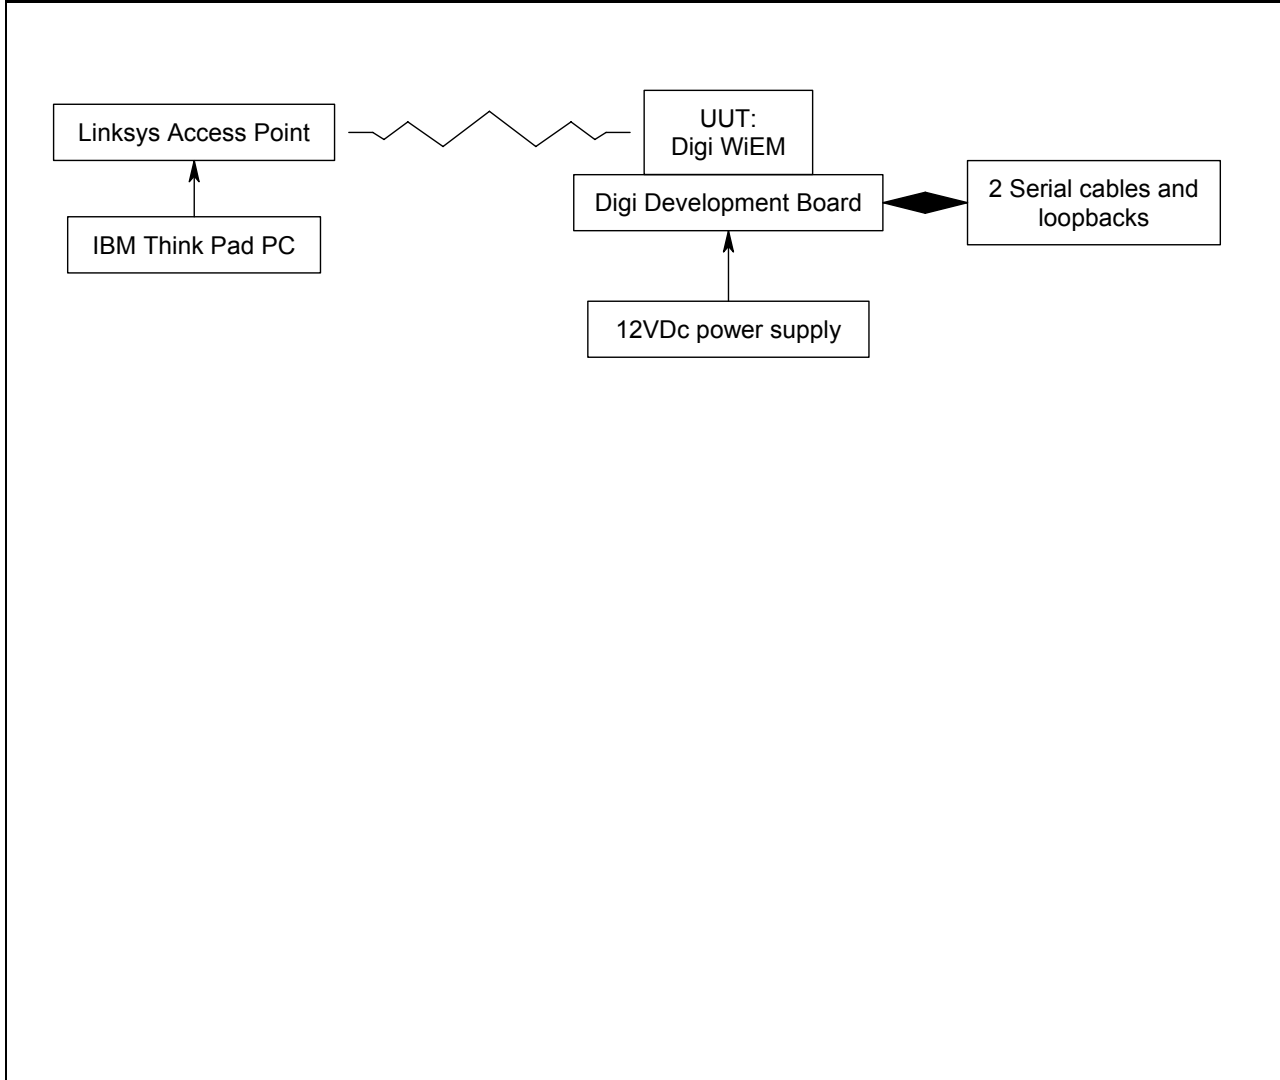 Linksys Access Point
UUT:
Digi WiEM
Digi Development Board
2 Serial cables and
loopbacks
IBM Think Pad PC
12VDc power supply